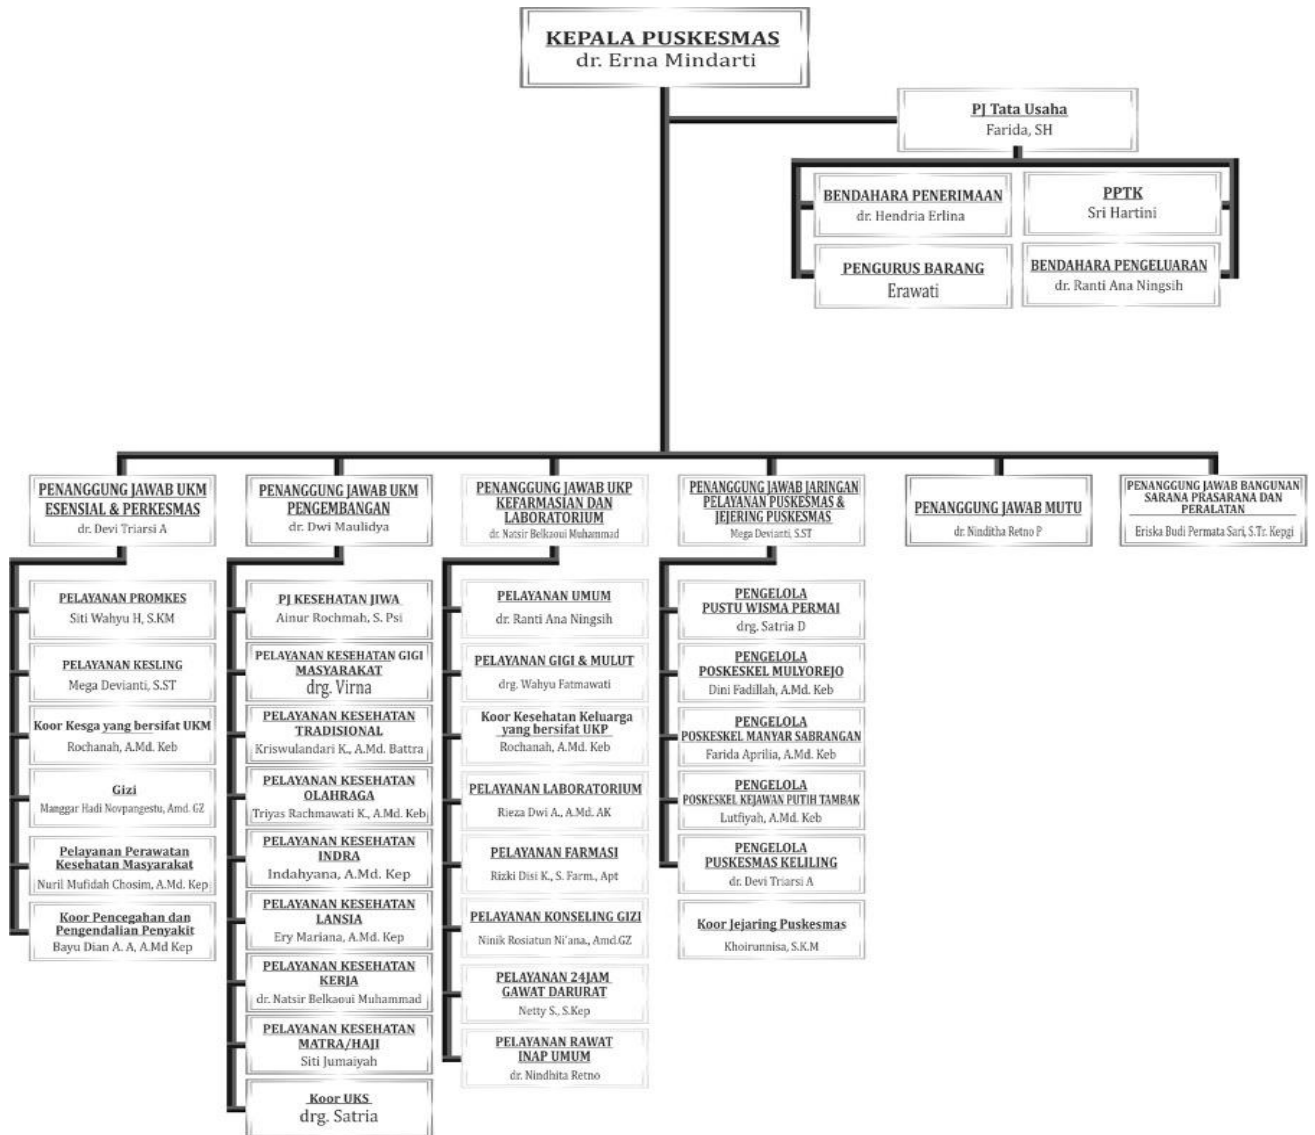 KEPALA PUSKESMAS
dr. Erna Mindarti
PJ Tata Usaha
Farida, SH
BENDAHARA PENERIMAAN
dr. Hendria Erlina
PPTK
Sri Hartini
PENGURUS BARANG
Erawati
BENDAHARA PENGELUARAN
dr. Ranti Ana Ningsih
PENANGGUNG JAWAB UKM
ESENSIAL & PERKESMAS
dr. Devi Triarsi A
PELAYANAN PROMKES
Siti Wahyu H, S.KM
PELAYANAN KESLING
Mega Devianti, S.ST
Koor Kesga yang bersifat UKM
Rochanah, A.Md. Keb
Gizi
Manggar Hadi Novpangestu, Amd. GZ
Pelayanan Perawatan
Kesehatan Masyarakat
Nuril Mufidah Chosim, A.Md. Kep
Koor Pencegahan dan
Pengendalian Penyakit
Bayu Dian A. A, A.Md Kep
PENANGGUNG JAWAB UKM
PENGEMBANGAN
dr. Dwi Maulidya
PJ KESEHATAN JIWA
Ainur Rochmah, S. Psi
PELAYANAN KESEHATAN GIGI
MASYARAKAT
drg. Virna
PELAYANAN KESEHATAN
TRADISIONAL
Kriswulandari K., A.Md. Battra
PELAYANAN KESEHATAN
OLAHRAGA
Triyas Rachmawati K., A.Md. Keb
PELAYANAN KESEHATAN
INDRA
Indahyana, A.Md. Kep
PELAYANAN KESEHATAN
LANSIA
Ery Mariana, A.Md. Kep
PELAYANAN KESEHATAN
KERJA
dr. Natsir Belkaoui Muhammad
PELAYANAN KESEHATAN
MATRA/HAJI
Siti Jumaiyah
Koor UKS
drg. Satria
PENANGGUNG JAWAB UKP
KEFARMASIAN DAN
LABORATORIUM
dr. Natsir Belkaoui Muhammad
PELAYANAN UMUM
dr. Ranti Ana Ningsih
PELAYANAN GIGI & MULUT
drg. Wahyu Fatmawati
Koor Kesehatan Keluarga
yang bersifat UKP
Rochanah, A.Md. Keb
PELAYANAN LABORATORIUM
Rieza Dwi A., A.Md. AK
PELAYANAN FARMASI
Rizki Disi K., S. Farm., Apt
PELAYANAN KONSELING GIZI
Ninik Rosiatun Ni'ana., Amd.GZ
PELAYANAN 24JAM
GAWAT DARURAT
Netty S., S.Kep
PELAYANAN RAWAT
INAP UMUM
dr. Nindhita Retno
PENANGGUNG JAWAB JARINGAN
PELAYANAN PUSKESMAS &
JEJERING PUSKESMAS
Mega Devianti, S.ST
PENGELOLA
PUSTU WISMA PERMAI
drg. Satria D
PENGELOLA
POSKESKEL MULYOREJO
Dini Fadillah, A.Md. Keb
PENGELOLA
POSKESKEL MANYAR SABRANGAN
Farida Aprilia, A.Md. Keb
PENGELOLA
POSKESKEL KEJAWAN PUTIH TAMBAK
Lutfiyah, A.Md. Keb
PENGELOLA
PUSKESMAS KELILING
dr. Devi Triarsi A
Koor Jejaring Puskesmas
Khoirunnisa, S.K.M
PENANGGUNG JAWAB MUTU
dr. Ninditha Retno P
PENANGGUNG JAWAB BANGUNAN
SARANA PRASARANA DAN
PERALATAN
Eriska Budi Permata Sari, S.Tr. Kepgi